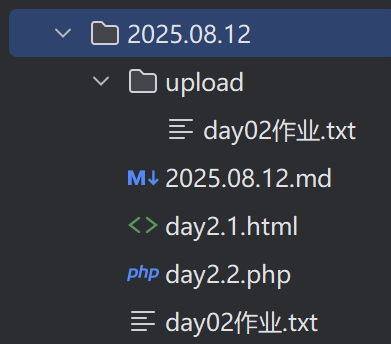 2025.08.12
upload
day02作业.txt
M↓ 2025.08.12.md
<> day2.1.html
php day2.2.php
day02作业.txt